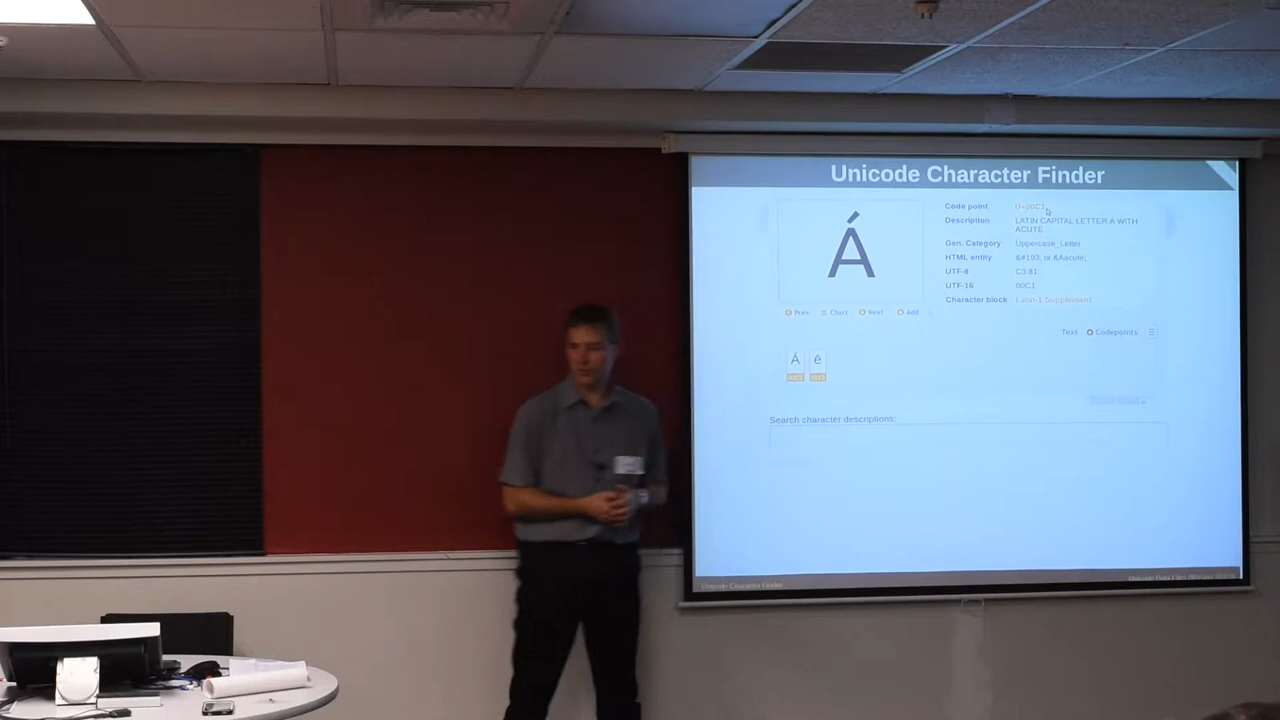 Unicode Character Finder
Á
Code point U+00C1
Description LATIN CAPITAL LETTER A WITH
ACUTE
Gen. Category Uppercase_Letter
HTML entity &#193; or &Aacute;
UTF-8 C3 81
UTF-16 00C1
Character block Latin-1 Supplement
Prev Chart Next Add
Text Codepoints
Á ê
Search character descriptions:
Unicode Character Finder